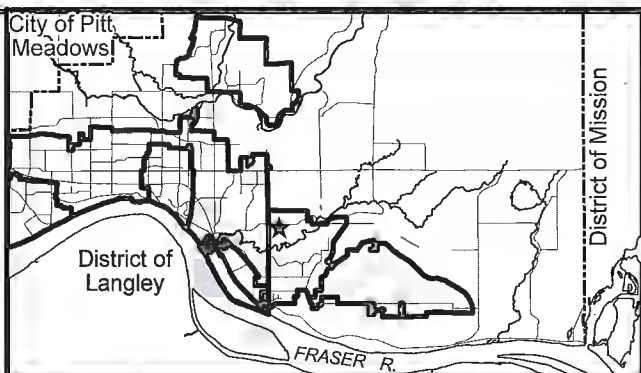 City of Pitt
Meadows
District of Mission
District of
Langley
FRASER R.